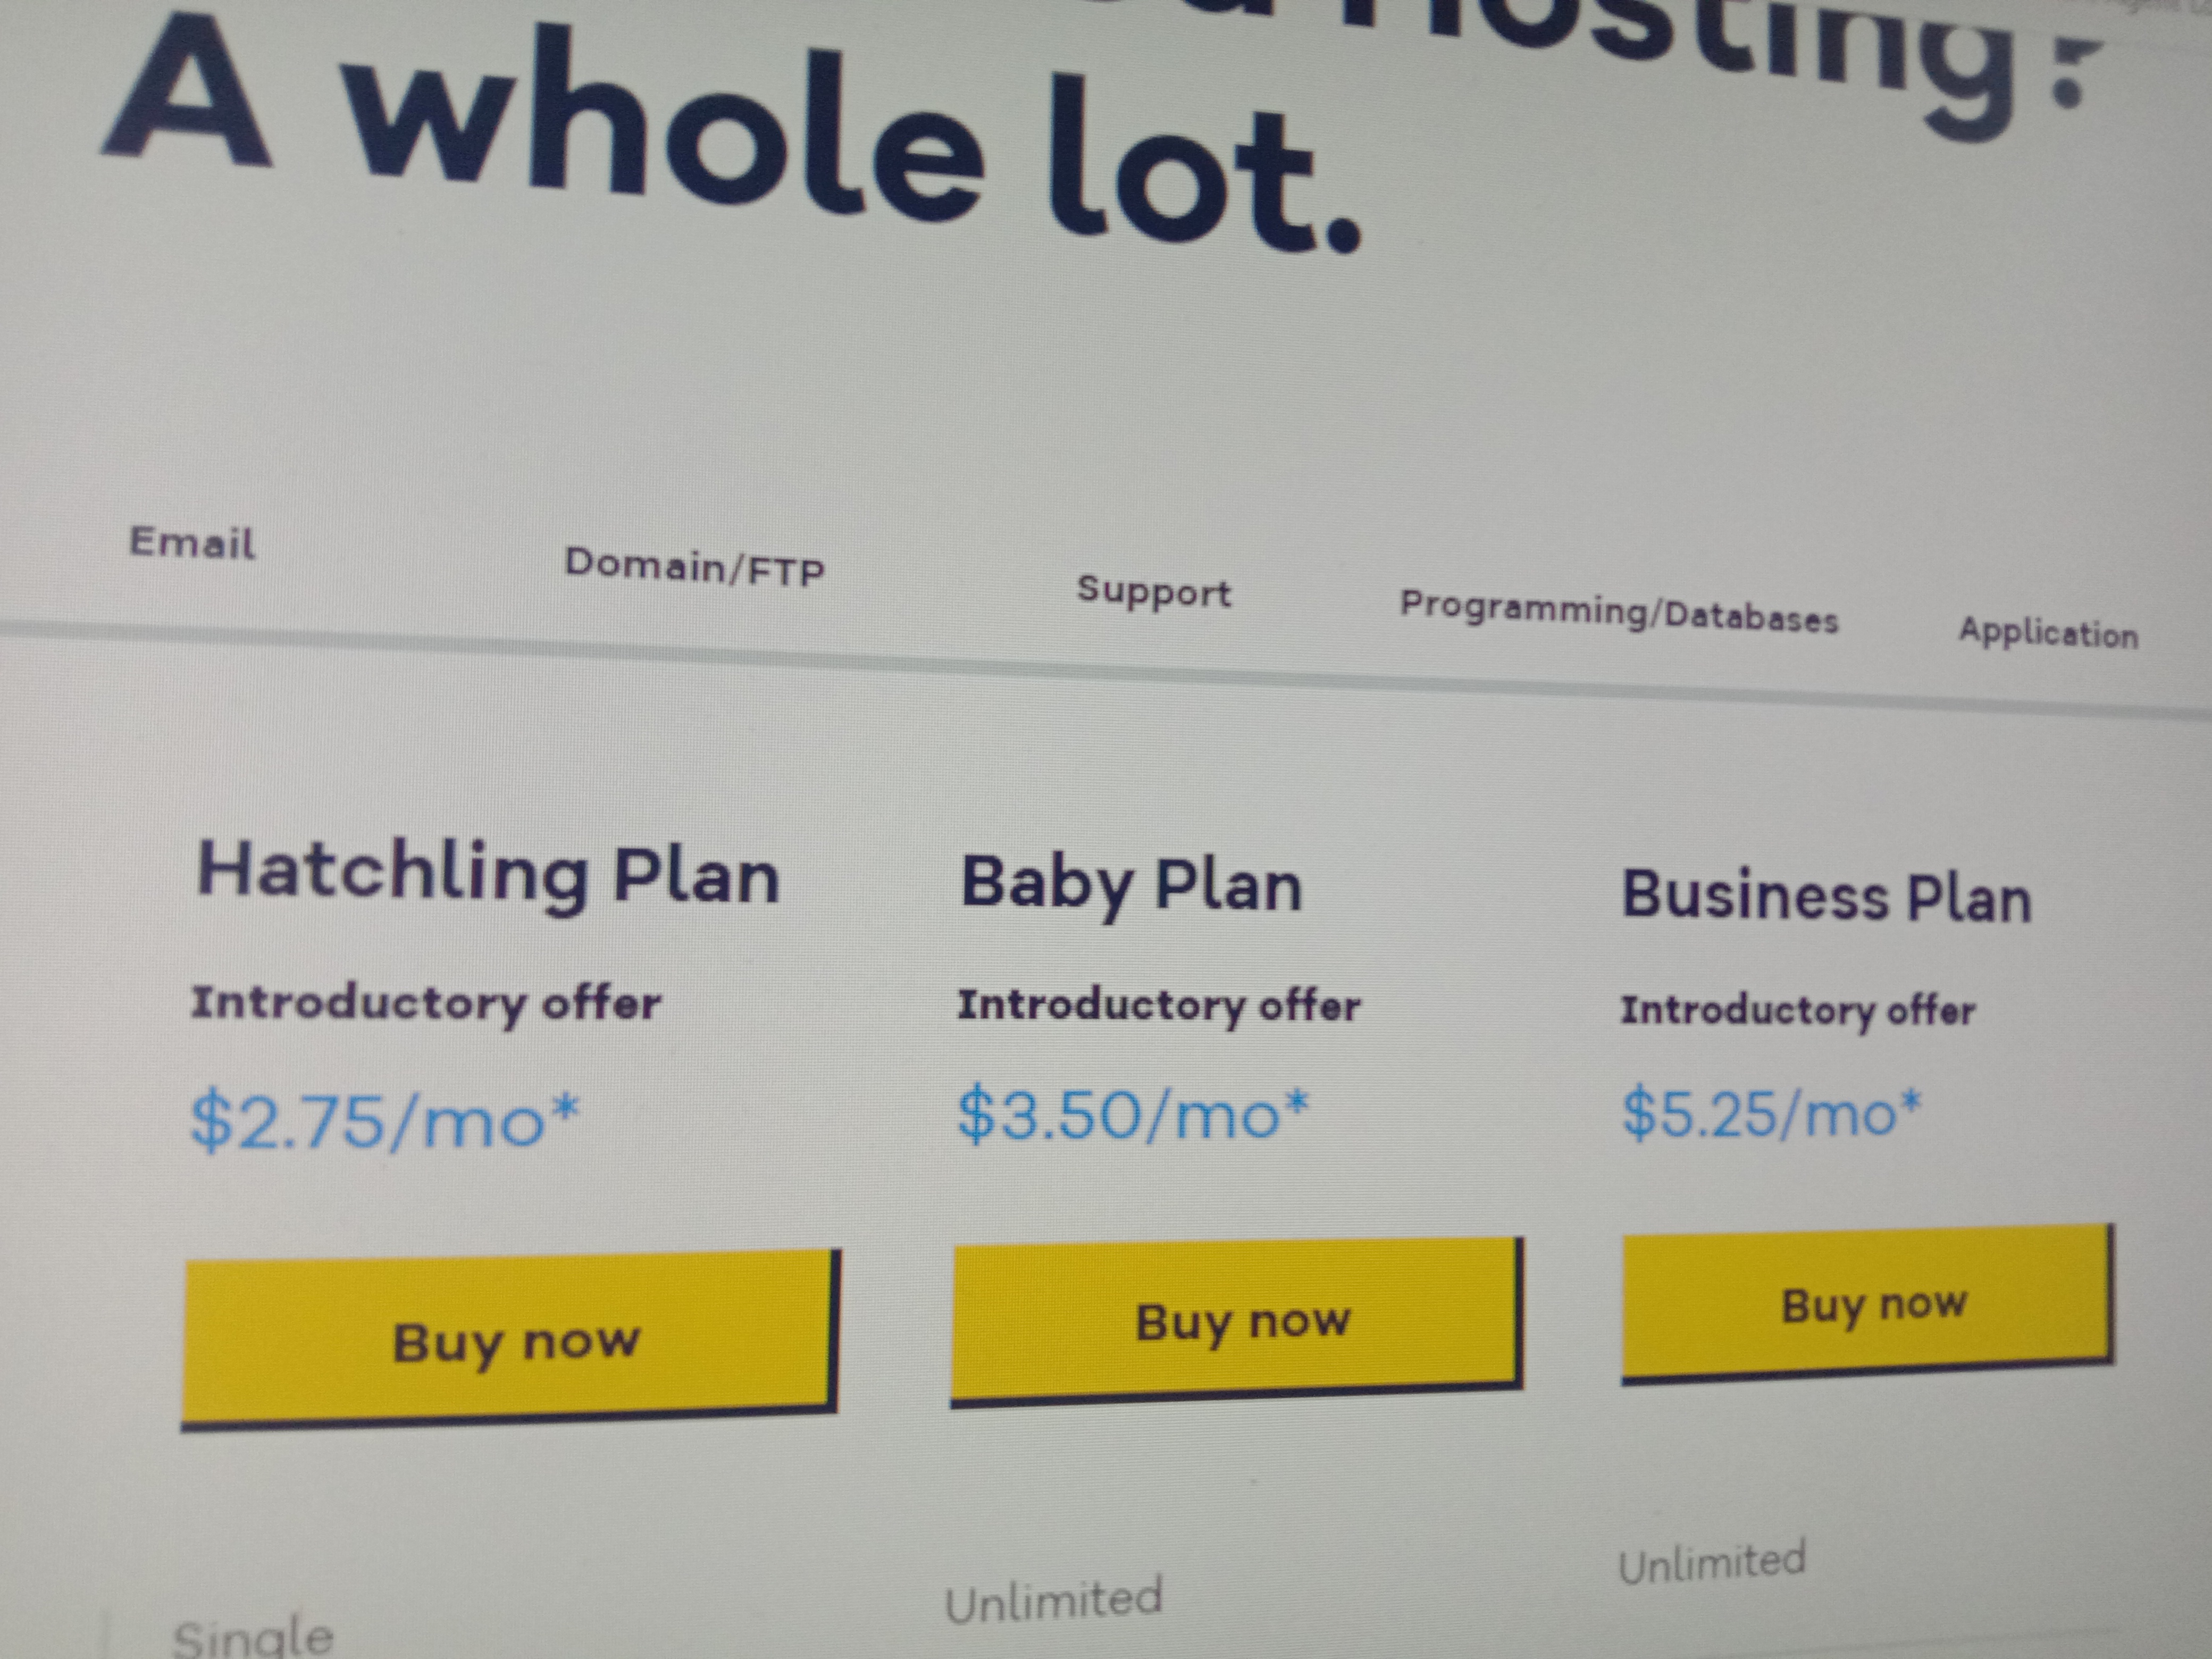 hosting?
A whole lot.
Email Domain/FTP Support Programming/Databases Application
Hatchling Plan Baby Plan Business Plan
Introductory offer Introductory offer Introductory offer
$2.75/mo* $3.50/mo* $5.25/mo*
Buy now Buy now Buy now
Single Unlimited Unlimited